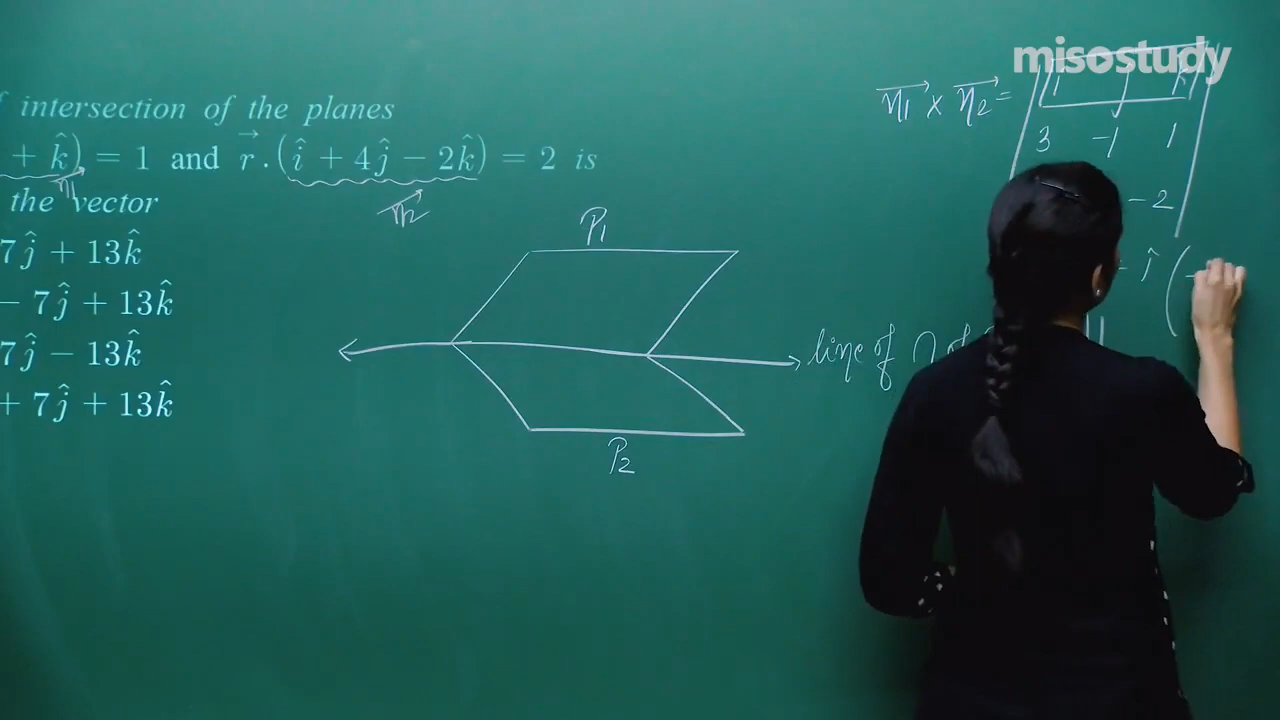 f intersection of the planes
+ k̂) = 1 and r⃗ . (î + 4ĵ − 2k̂) = 2 is
n⃗1
n⃗2
the vector
7ĵ + 13k̂
− 7ĵ + 13k̂
7ĵ − 13k̂
+ 7ĵ + 13k̂
P1
line of ∩ of
P2
misostudy
n⃗1 × n⃗2 =
i j k
3 -1 1
-2
î (